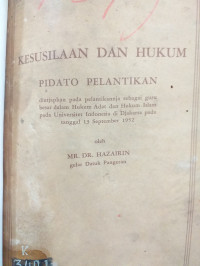 KESUSILAAN DAN HUKUM
PIDATO PELANTIKAN
diutjapkan pada pelantikannja sebagai guru
besar dalam Hukum Adat dan Hukum Islam
pada Universitas Indonesia di Djakarta pada
tanggal 13 September 1952
oleh
MR. DR. HAZAIRIN
gelar Datuk Pangeran
K